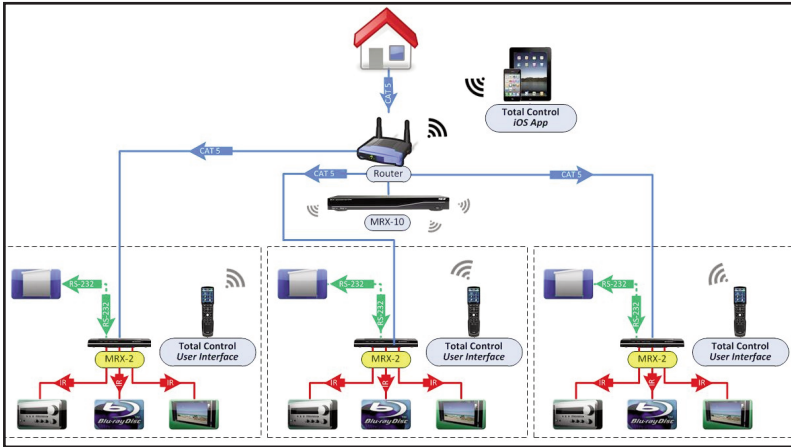 CAT 5
Total Control
iOS App
CAT 5
Router
CAT 5
CAT 5
MRX-10
RS-232
RS-232
Total Control
User Interface
MRX-2
IR
IR
IR
Blu-ray Disc
RS-232
RS-232
Total Control
User Interface
MRX-2
IR
IR
IR
Blu-ray Disc
RS-232
RS-232
Total Control
User Interface
MRX-2
IR
IR
IR
Blu-ray Disc